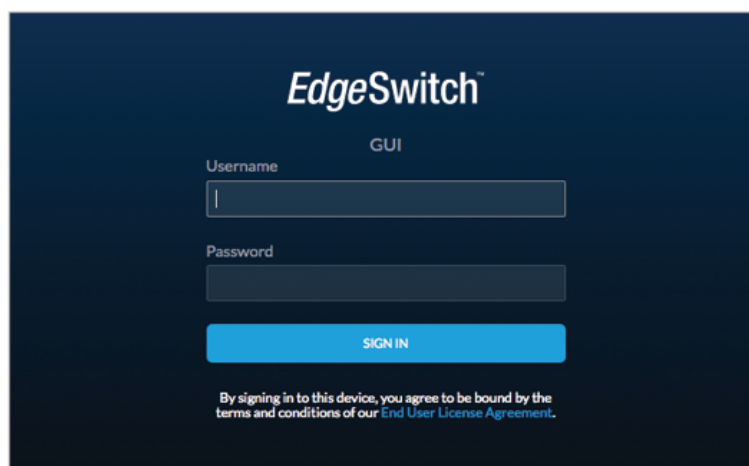 EdgeSwitch™
GUI
Username
Password
SIGN IN
By signing in to this device, you agree to be bound by the
terms and conditions of our End User License Agreement.